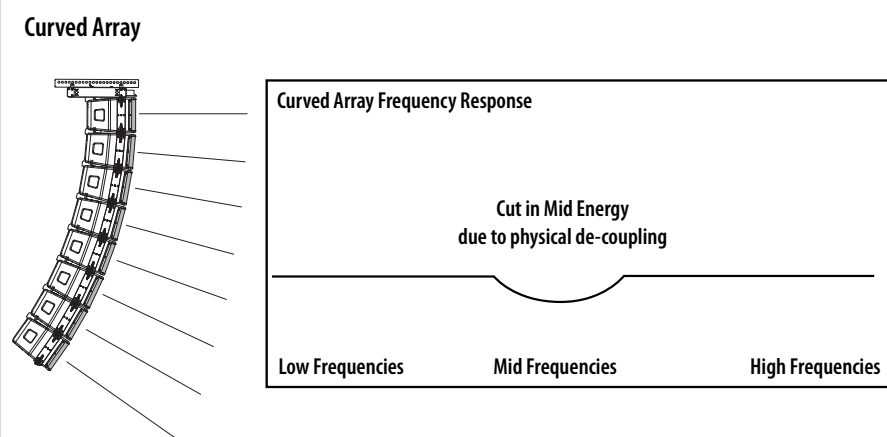 Curved Array
Curved Array Frequency Response
Cut in Mid Energy
due to physical de-coupling
Low Frequencies
Mid Frequencies
High Frequencies